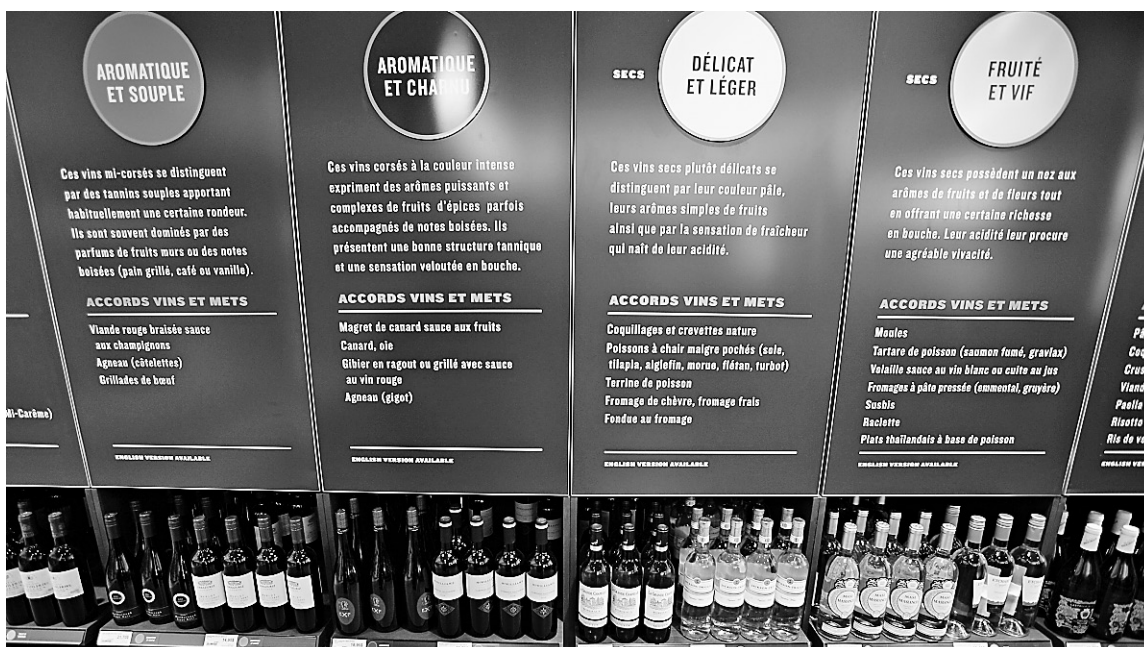 AROMATIQUE
ET SOUPLE
Ces vins mi-corsés se distinguent
par des tannins souples apportant
habituellement une certaine rondeur.
Ils sont souvent dominés par des
parfums de fruits murs ou des notes
boisées (pain grillé, café ou vanille).
ACCORDS VINS ET METS
Viande rouge braisée sauce
aux champignons
Agneau (côtelettes)
Grillades de bœuf
ENGLISH VERSION AVAILABLE
Mi-Carême)
AROMATIQUE
ET CHARNU
Ces vins corsés à la couleur intense
expriment des arômes puissants et
complexes de fruits d'épices parfois
accompagnés de notes boisées. Ils
présentent une bonne structure tannique
et une sensation veloutée en bouche.
ACCORDS VINS ET METS
Magret de canard sauce aux fruits
Canard, oie
Gibier en ragout ou grillé avec sauce
au vin rouge
Agneau (gigot)
ENGLISH VERSION AVAILABLE
SECS
DÉLICAT
ET LÉGER
Ces vins secs plutôt délicats se
distinguent par leur couleur pâle,
leurs arômes simples de fruits
ainsi que par la sensation de fraîcheur
qui naît de leur acidité.
ACCORDS VINS ET METS
Coquillages et crevettes nature
Poissons à chair maigre pochés (sole,
tilapia, aiglefin, morue, flétan, turbot)
Terrine de poisson
Fromage de chèvre, fromage frais
Fondue au fromage
ENGLISH VERSION AVAILABLE
SECS
FRUITÉ
ET VIF
Ces vins secs possèdent un nez aux
arômes de fruits et de fleurs tout
en offrant une certaine richesse
en bouche. Leur acidité leur procure
une agréable vivacité.
ACCORDS VINS ET METS
Moules
Tartare de poisson (saumon fumé, gravlax)
Volaille sauce au vin blanc ou cuite au jus
Fromages à pâte pressée (emmental, gruyère)
Sushis
Raclette
Plats thaïlandais à base de poisson
ENGLISH VERSION AVAILABLE
Paella
Risotto
Ris de